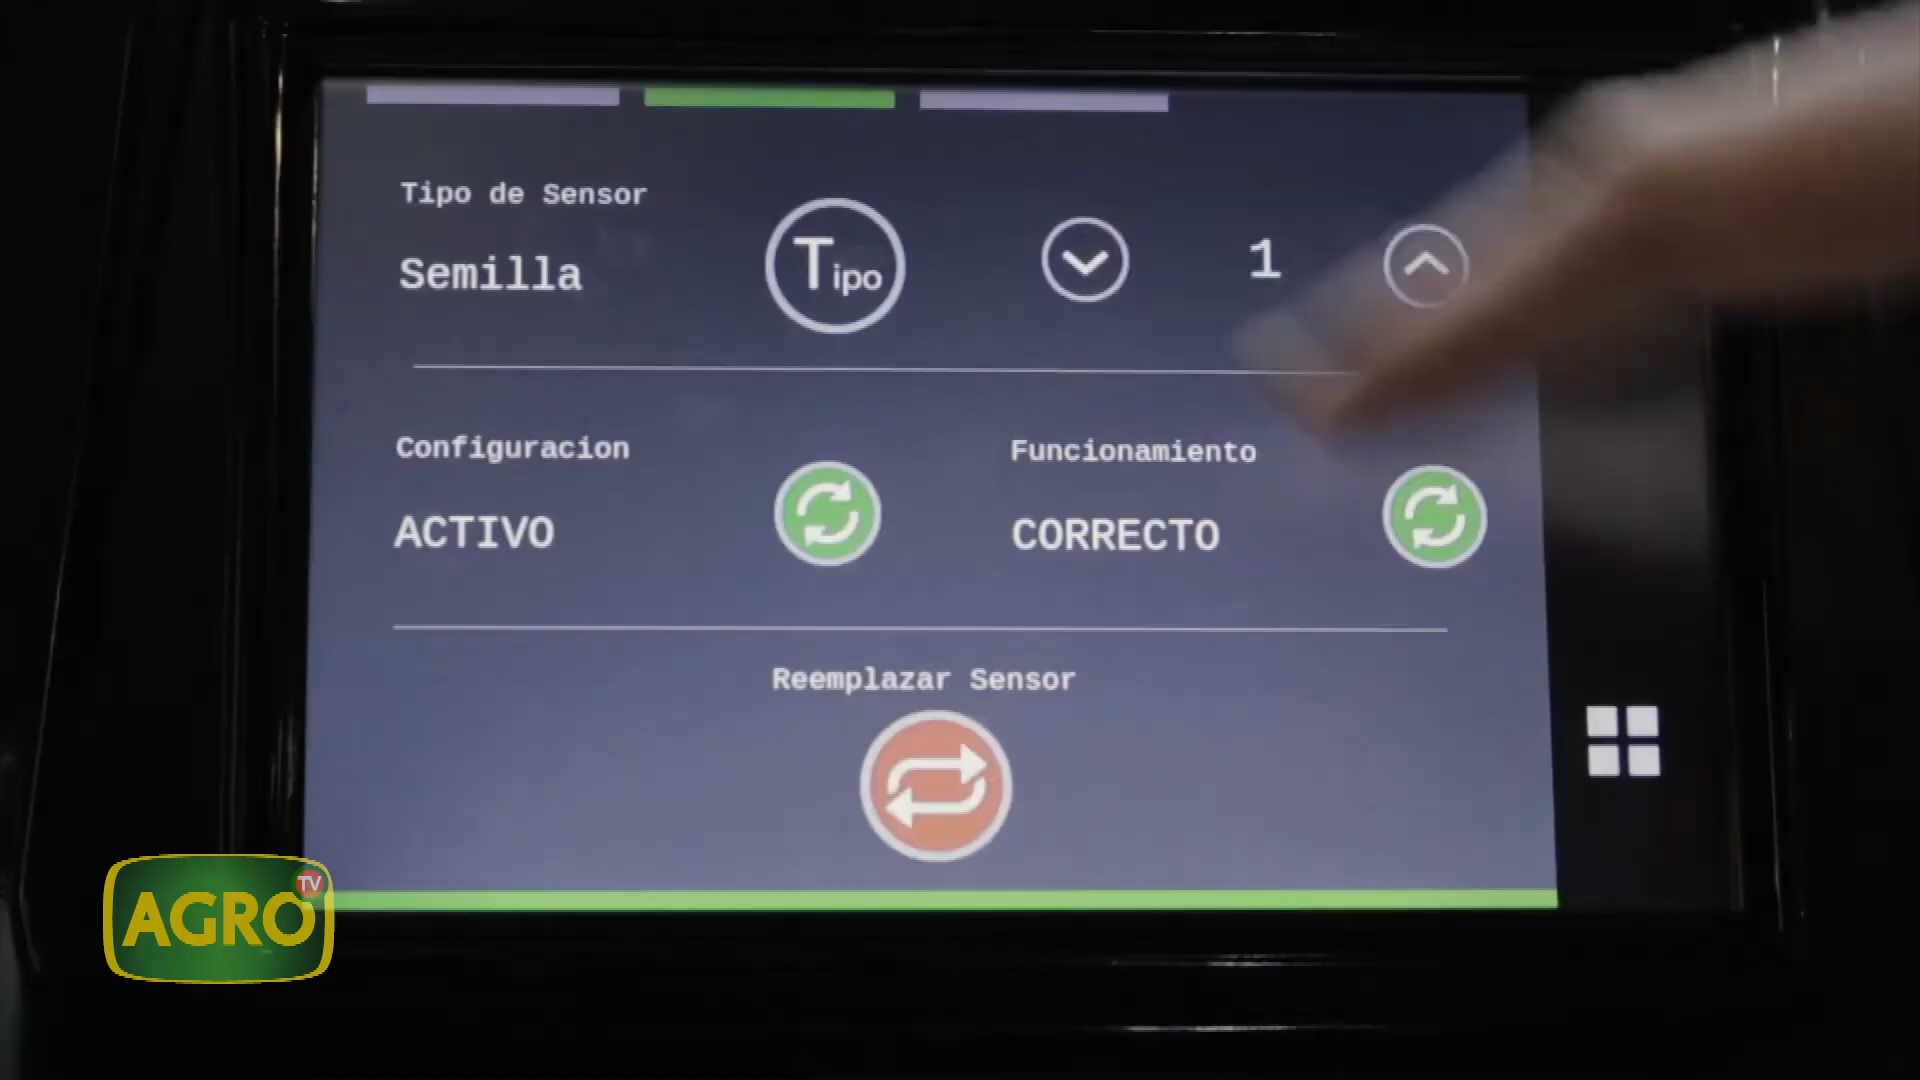 Tipo de Sensor
Semilla
Tipo
1
Configuracion
ACTIVO
Funcionamiento
CORRECTO
Reemplazar Sensor
AGRO TV